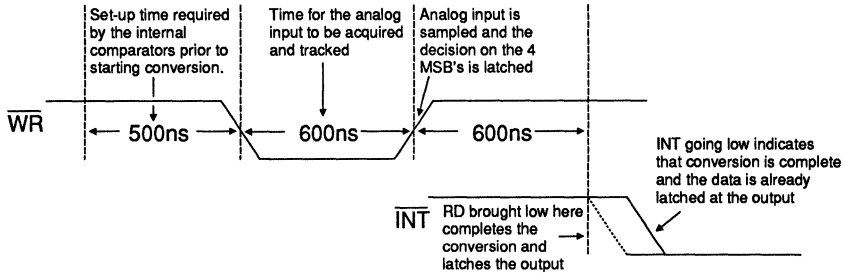 Set-up time required
by the internal
comparators prior to
starting conversion.
Time for the analog
input to be acquired
and tracked
Analog input is
sampled and the
decision on the 4
MSB's is latched
WR
500ns
600ns
600ns
INT going low indicates
that conversion is complete
and the data is already
latched at the output
INT
RD brought low here
completes the
conversion and
latches the output